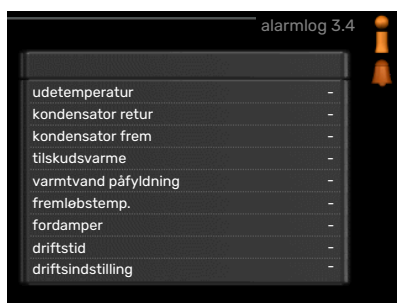 alarmlog 3.4
udetemperatur -
kondensator retur -
kondensator frem -
tilskudsvarme -
varmtvand påfyldning -
fremløbstemp. -
fordamper -
driftstid -
driftsindstilling -